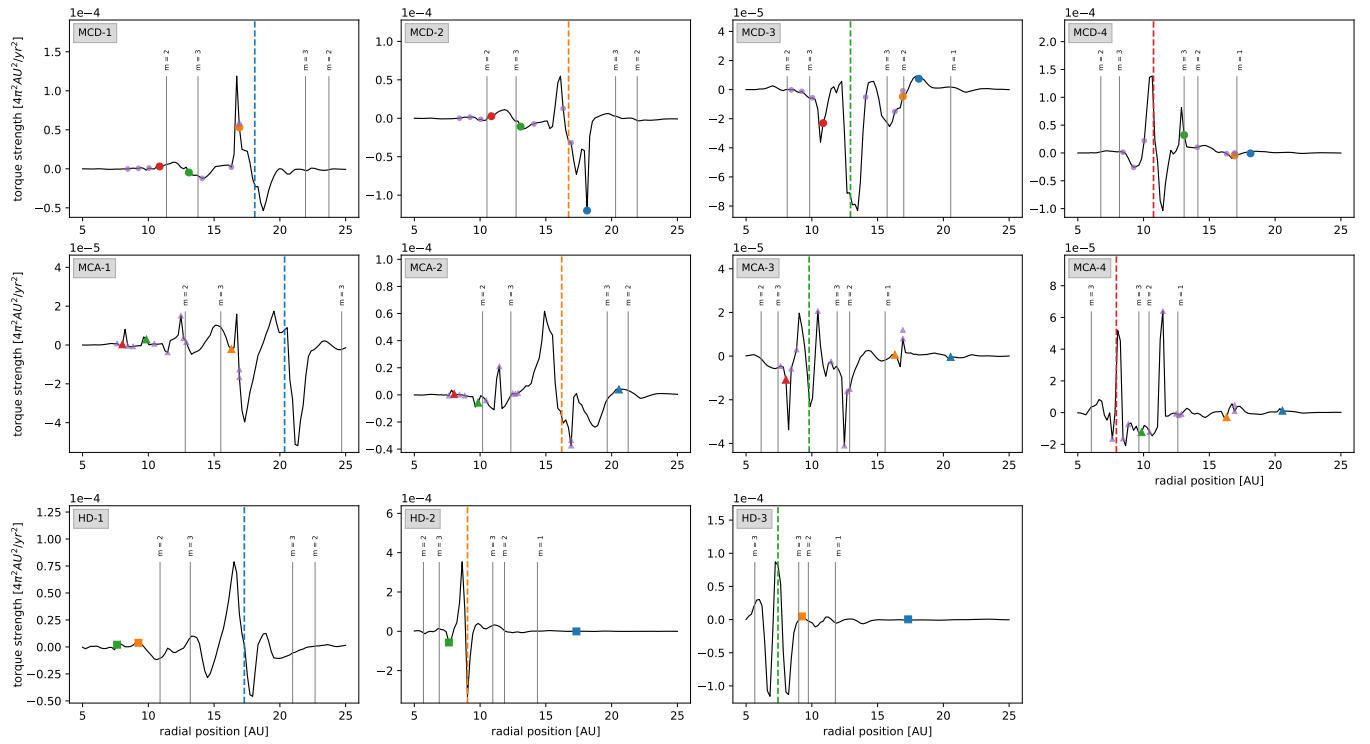 1e−4
MCD-1
m = 2
m = 3
m = 3
m = 2
1.5
1.0
0.5
0.0
−0.5
5
10
15
20
25
torque strength [4π²AU²/yr²]
1e−4
MCD-2
m = 2
m = 3
m = 3
m = 2
1.0
0.5
0.0
−0.5
−1.0
5
10
15
20
25
1e−5
MCD-3
m = 2
m = 3
m = 3
m = 2
m = 1
4
2
0
−2
−4
−6
−8
5
10
15
20
25
1e−4
MCD-4
m = 2
m = 3
m = 3
m = 2
m = 1
2.0
1.0
0.0
−1.0
5
10
15
20
25
1e−5
MCA-1
m = 2
m = 3
m = 3
4
2
0
−2
−4
5
10
15
20
25
torque strength [4π²AU²/yr²]
1e−4
MCA-2
m = 2
m = 3
m = 3
m = 2
1.0
0.8
0.6
0.4
0.2
0.0
−0.2
−0.4
5
10
15
20
25
1e−5
MCA-3
m = 2
m = 3
m = 3
m = 2
m = 1
4
2
0
−2
−4
5
10
15
20
25
1e−5
MCA-4
m = 3
m = 3
m = 2
m = 1
8
6
4
2
0
−2
5
10
15
20
25
radial position [AU]
1e−4
HD-1
m = 2
m = 3
m = 3
m = 2
1.25
1.00
0.75
0.50
0.25
0.00
−0.25
−0.50
5
10
15
20
25
torque strength [4π²AU²/yr²]
radial position [AU]
1e−4
HD-2
m = 2
m = 3
m = 3
m = 2
m = 1
6
4
2
0
−2
5
10
15
20
25
radial position [AU]
1e−4
HD-3
m = 3
m = 3
m = 2
m = 1
1.5
1.0
0.5
0.0
−0.5
−1.0
5
10
15
20
25
radial position [AU]